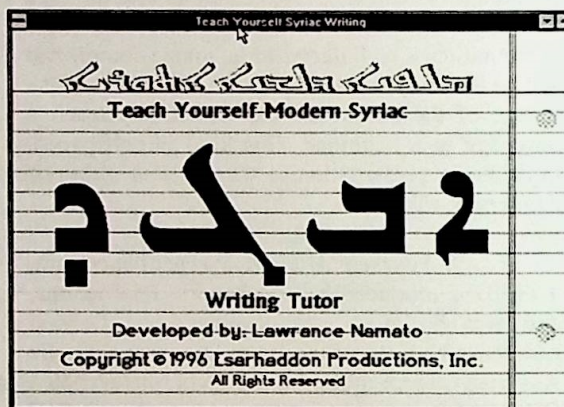 Teach Yourself Syriac Writing
Teach Yourself Modern Syriac
ܐ ܒ ܓ ܕ
Writing Tutor
Developed by: Lawrance Namato
Copyright © 1996 Esarhaddon Productions, Inc.
All Rights Reserved